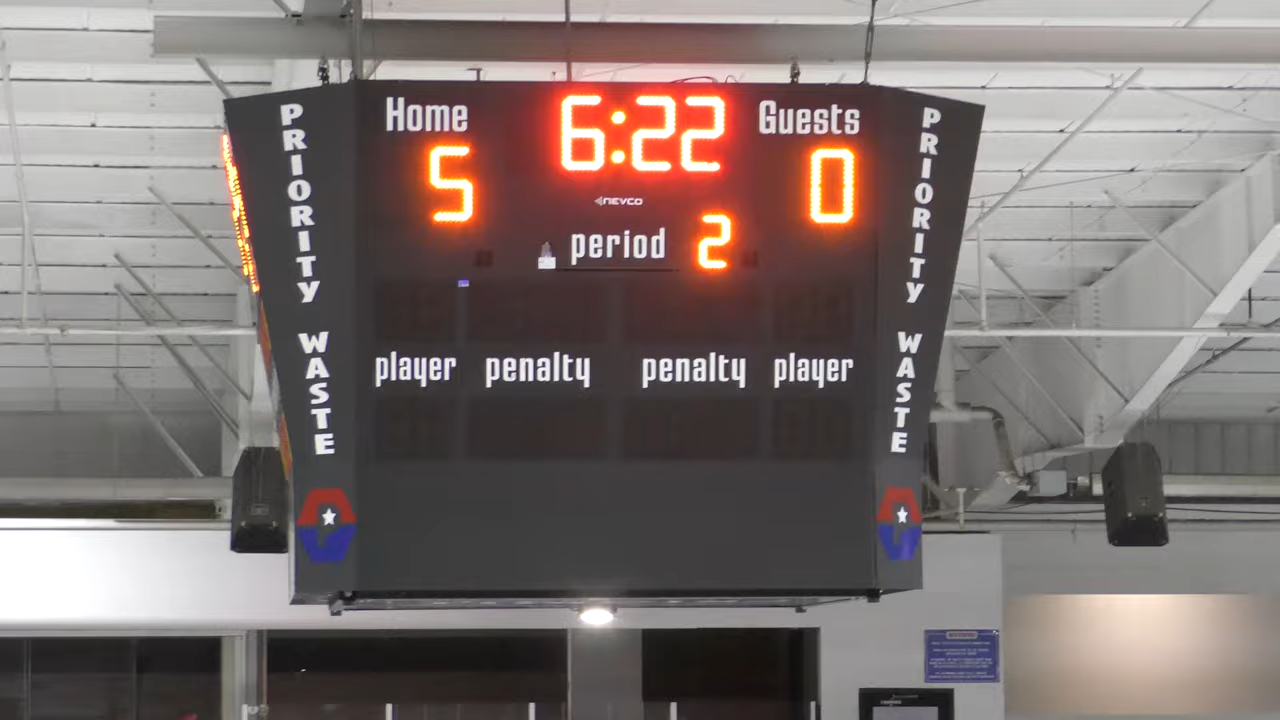 PRIORITY WASTE
Home 6:22 Guests
5 0
NEVCO
period 2
player penalty penalty player
PRIORITY WASTE